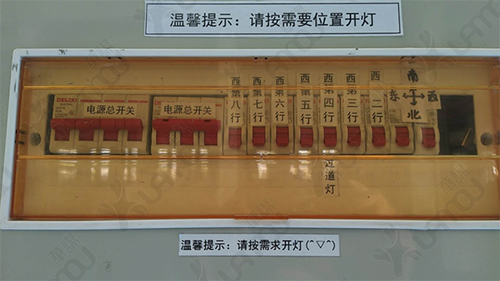 温馨提示：请按需要位置开灯
DELIXI
电源总开关
电源总开关
西第八行
西第七行
西第六行
西第五行
西第四行
近道灯
西第三行
西一二行
南
东 西
北
温馨提示：请按需求开灯(^▽^)